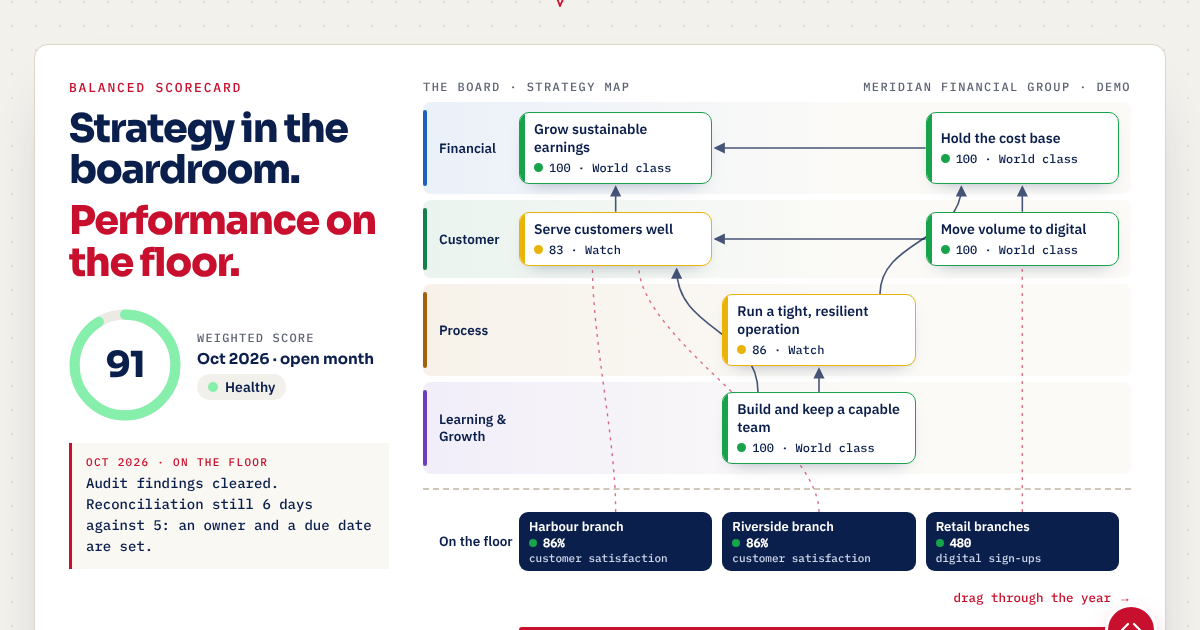 BALANCED SCORECARD
Strategy in the
boardroom.
Performance on
the floor.
91
WEIGHTED SCORE
Oct 2026 · open month
Healthy
OCT 2026 · ON THE FLOOR
Audit findings cleared.
Reconciliation still 6 days
against 5: an owner and a due date
are set.
THE BOARD · STRATEGY MAP
MERIDIAN FINANCIAL GROUP · DEMO
Financial
Grow sustainable
earnings
100 · World class
Hold the cost base
100 · World class
Customer
Serve customers well
83 · Watch
Move volume to digital
100 · World class
Process
Run a tight, resilient
operation
86 · Watch
Learning &
Growth
Build and keep a capable
team
100 · World class
On the floor
Harbour branch
86%
customer satisfaction
Riverside branch
86%
customer satisfaction
Retail branches
480
digital sign-ups
drag through the year →